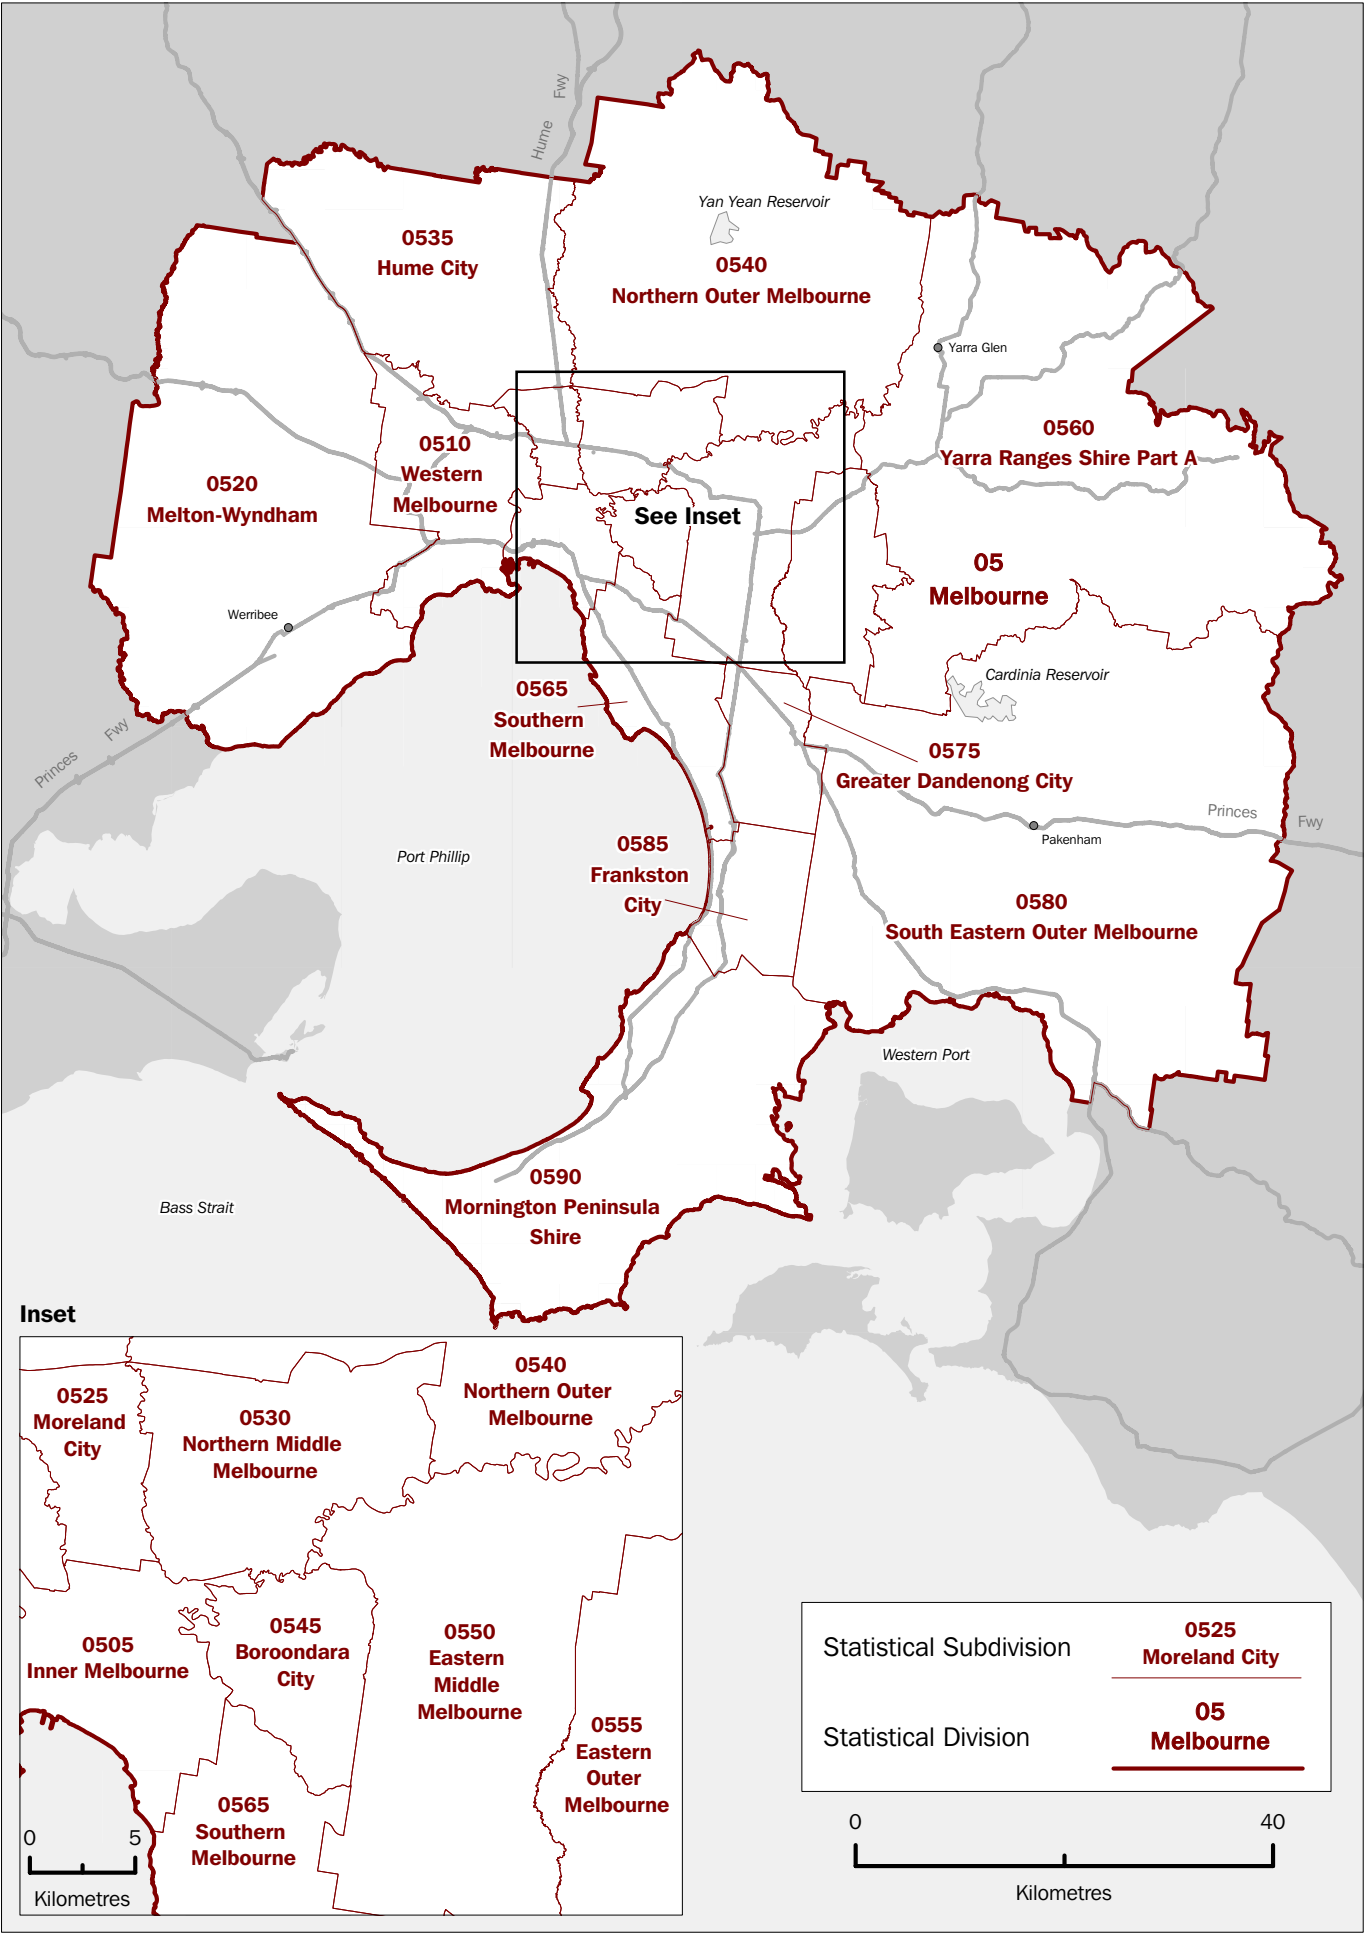 Hume
Fwy
Yan Yean Reservoir
0535
Hume City
0540
Northern Outer Melbourne
Yarra Glen
0560
Yarra Ranges Shire Part A
0510
Western
Melbourne
0520
Melton-Wyndham
See Inset
05
Melbourne
Werribee
Cardinia Reservoir
0565
Southern
Melbourne
Princes
Fwy
0575
Greater Dandenong City
Princes
Fwy
Pakenham
0585
Frankston
City
Port Phillip
0580
South Eastern Outer Melbourne
Western Port
0590
Mornington Peninsula
Shire
Bass Strait
Inset
0540
Northern Outer
Melbourne
0525
Moreland
City
0530
Northern Middle
Melbourne
0505
Inner Melbourne
0545
Boroondara
City
0550
Eastern
Middle
Melbourne
0555
Eastern
Outer
Melbourne
0565
Southern
Melbourne
0
5
Kilometres
Statistical Subdivision
0525
Moreland City
Statistical Division
05
Melbourne
0
40
Kilometres